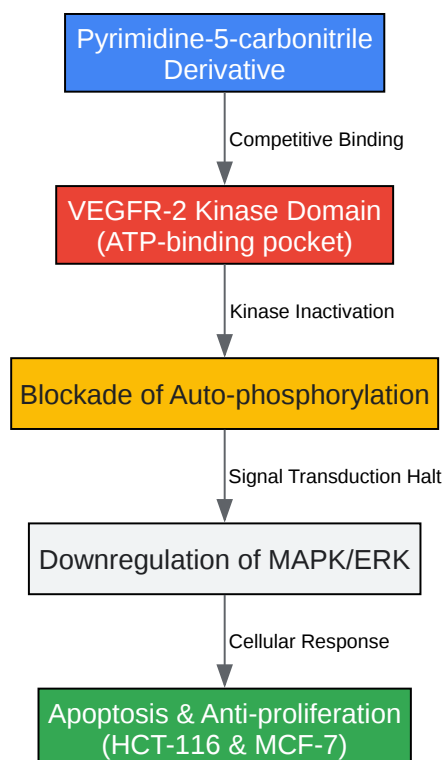 Pyrimidine-5-carbonitrile
Derivative
Competitive Binding
VEGFR-2 Kinase Domain
(ATP-binding pocket)
Kinase Inactivation
Blockade of Auto-phosphorylation
Signal Transduction Halt
Downregulation of MAPK/ERK
Cellular Response
Apoptosis & Anti-proliferation
(HCT-116 & MCF-7)